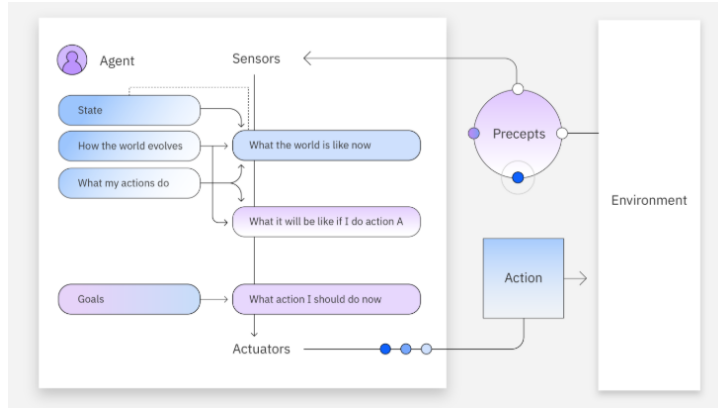 Agent
Sensors
State
How the world evolves
What the world is like now
What my actions do
What it will be like if I do action A
Goals
What action I should do now
Actuators
Precepts
Action
Environment